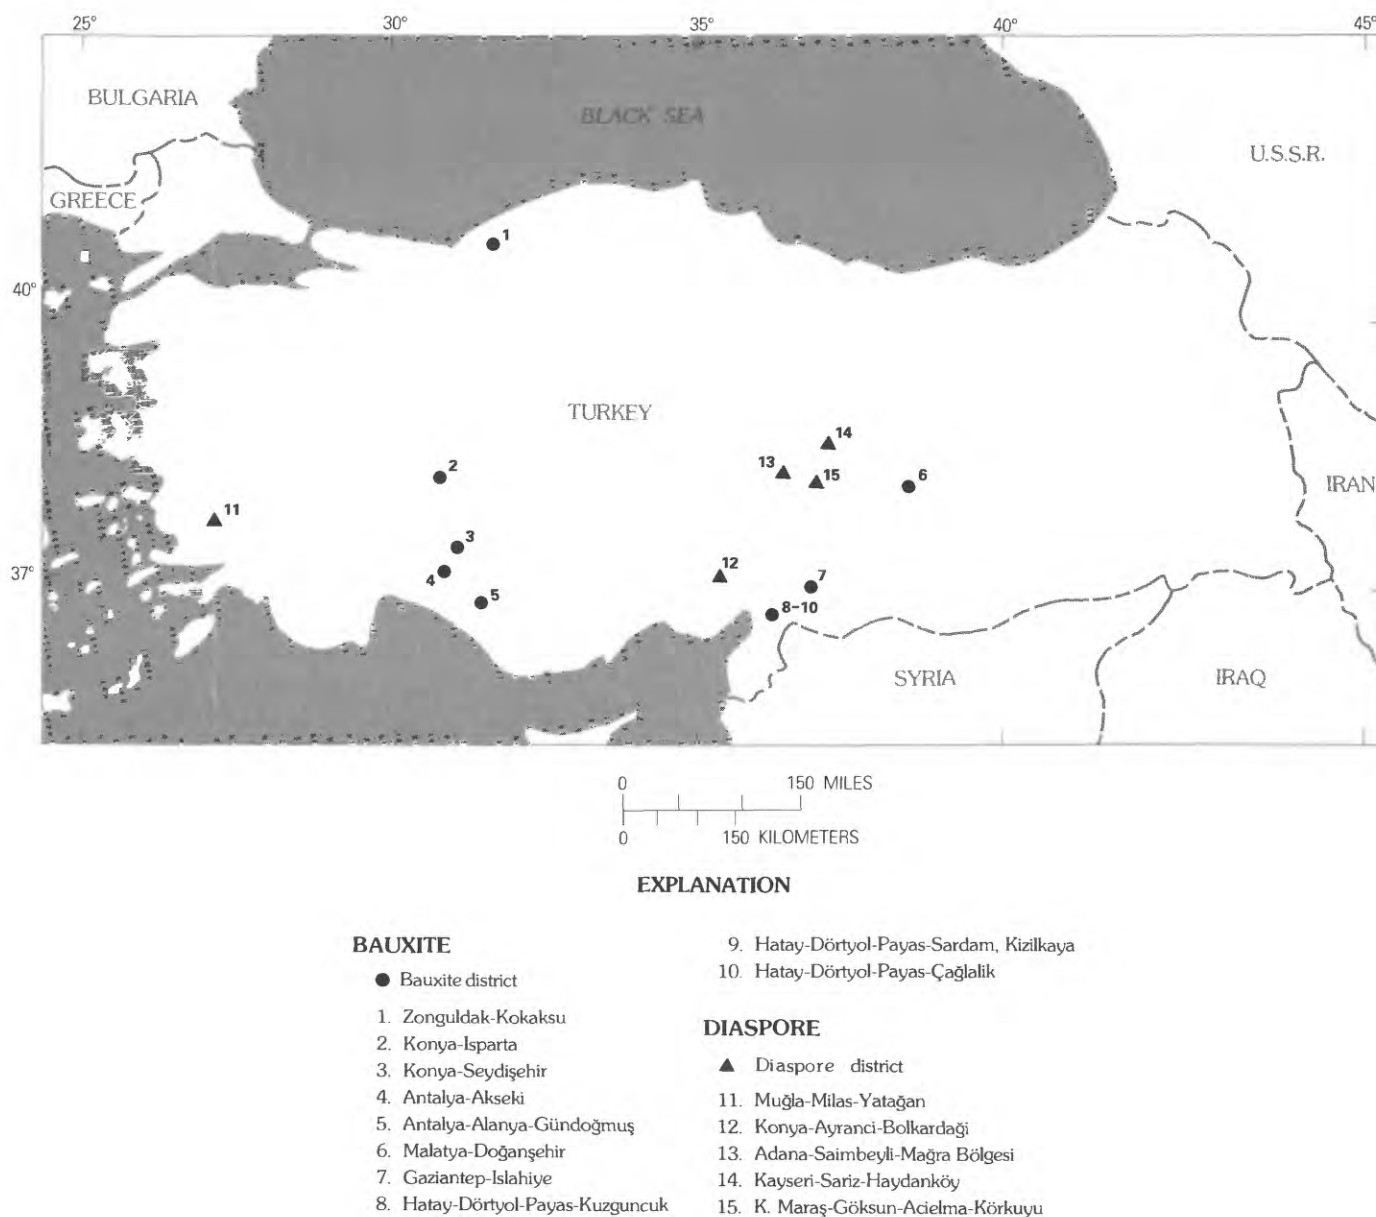 25° 30° 35° 40° 45°
BULGARIA
BLACK SEA
U.S.S.R.
GREECE
1
40°
TURKEY
14
13
15
6
2
IRAN
11
3
4
37°
12
7
5
8-10
SYRIA
IRAQ
0 150 MILES
0 150 KILOMETERS
EXPLANATION
BAUXITE
Bauxite district
1. Zonguldak-Kokaksu
2. Konya-Isparta
3. Konya-Seydişehir
4. Antalya-Akseki
5. Antalya-Alanya-Gündoğmuş
6. Malatya-Doğanşehir
7. Gaziantep-Islahiye
8. Hatay-Dörtyol-Payas-Kuzguncuk
9. Hatay-Dörtyol-Payas-Sardam, Kizilkaya
10. Hatay-Dörtyol-Payas-Çağlalik
DIASPORE
Diaspore district
11. Muğla-Milas-Yatağan
12. Konya-Ayranci-Bolkardaği
13. Adana-Saimbeyli-Mağra Bölgesi
14. Kayseri-Sariz-Haydanköy
15. K. Maraş-Göksun-Acielma-Körkuyu